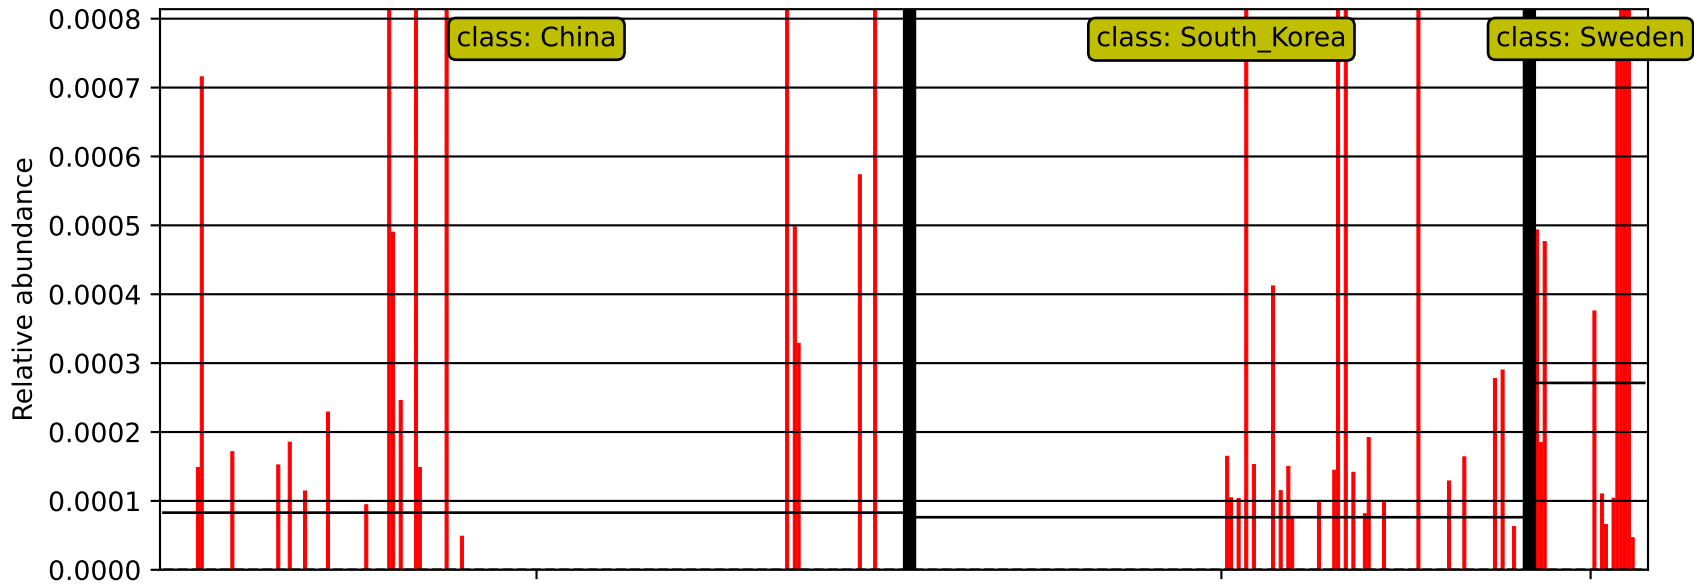 0.0008
class: China
class: South_Korea
class: Sweden
0.0007
0.0006
0.0005
0.0004
0.0003
0.0002
0.0001
0.0000
Relative abundance